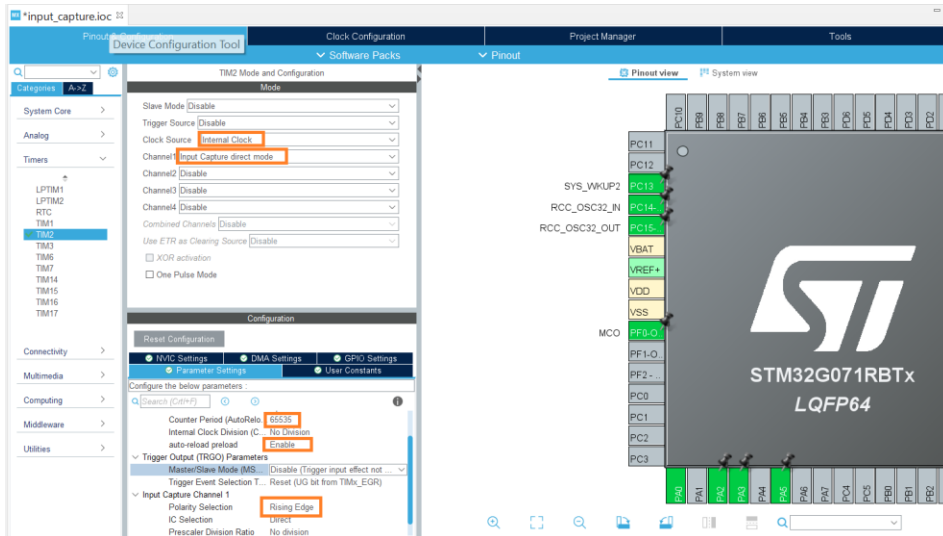 *input_capture.ioc
Pinout & Configuration
Device Configuration Tool
Clock Configuration
Project Manager
Tools
Software Packs
Pinout
TIM2 Mode and Configuration
Categories A->Z
System Core
Analog
Timers
LPTIM1
LPTIM2
RTC
TIM1
TIM2
TIM3
TIM6
TIM7
TIM14
TIM15
TIM16
TIM17
Connectivity
Multimedia
Computing
Middleware
Utilities
Mode
Slave Mode Disable
Trigger Source Disable
Clock Source Internal Clock
Channel1 Input Capture direct mode
Channel2 Disable
Channel3 Disable
Channel4 Disable
Combined Channels Disable
Use ETR as Clearing Source Disable
XOR activation
One Pulse Mode
Configuration
Reset Configuration
NVIC Settings DMA Settings GPIO Settings
Parameter Settings User Constants
Configure the below parameters :
Search (Crtl+F)
Counter Period (AutoRelo... 65535
Internal Clock Division (C... No Division
auto-reload preload Enable
Trigger Output (TRGO) Parameters
Master/Slave Mode (MS... Disable (Trigger input effect not ...
Trigger Event Selection T... Reset (UG bit from TIMx_EGR)
Input Capture Channel 1
Polarity Selection Rising Edge
IC Selection Direct
Prescaler Division Ratio No division
Pinout view System view
PC10 PB9 PB8 PB7 PB6 PB5 PB4 PB3 PD6 PD5 PD4 PD3 PD2
PC11
PC12
SYS_WKUP2 PC13
RCC_OSC32_IN PC14-
RCC_OSC32_OUT PC15-
VBAT
VREF+
VDD
VSS
MCO PF0-O
PF1-O..
PF2 - ..
PC0
PC1
PC2
PC3
STM32G071RBTx
LQFP64
PA0 PA1 PA2 PA3 PA4 PA5 PA6 PA7 PC4 PC5 PB0 PB1 PB2